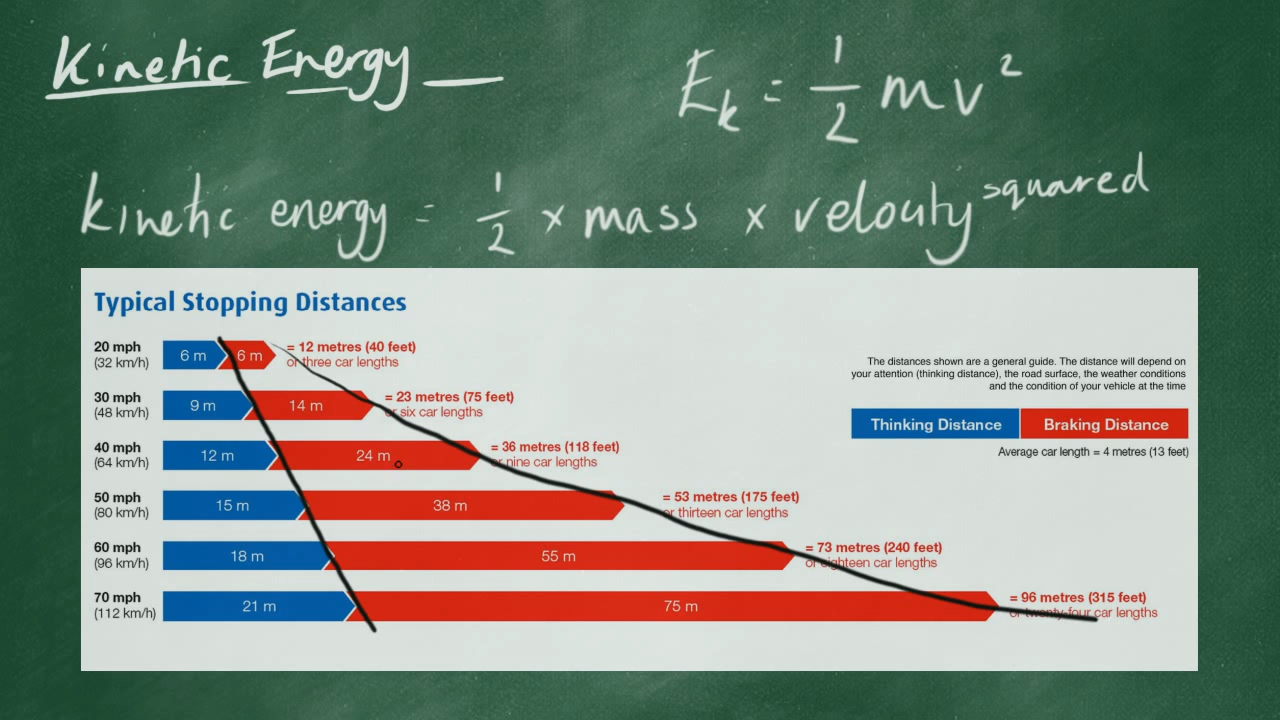 Kinetic Energy
Ek = 1/2 mv²
kinetic energy = 1/2 × mass × velocity squared
Typical Stopping Distances
20 mph
(32 km/h)
6 m
6 m
= 12 metres (40 feet)
or three car lengths
The distances shown are a general guide. The distance will depend on
your attention (thinking distance), the road surface, the weather conditions
and the condition of your vehicle at the time
30 mph
(48 km/h)
9 m
14 m
= 23 metres (75 feet)
or six car lengths
Thinking Distance
Braking Distance
Average car length = 4 metres (13 feet)
40 mph
(64 km/h)
12 m
24 m
= 36 metres (118 feet)
or nine car lengths
50 mph
(80 km/h)
15 m
38 m
= 53 metres (175 feet)
or thirteen car lengths
60 mph
(96 km/h)
18 m
55 m
= 73 metres (240 feet)
or eighteen car lengths
70 mph
(112 km/h)
21 m
75 m
= 96 metres (315 feet)
or twenty-four car lengths